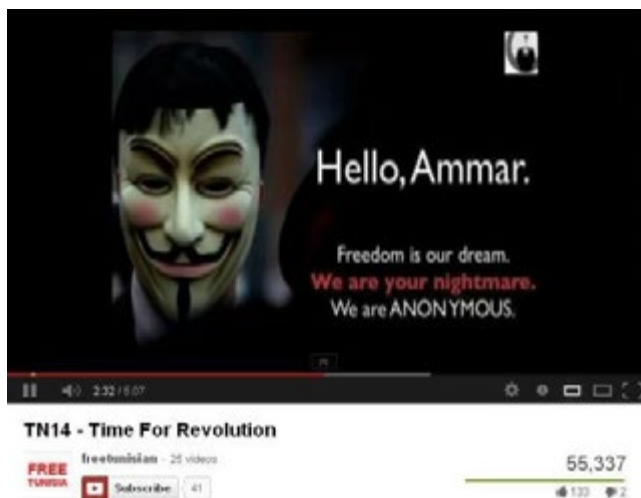 Hello, Ammar.
Freedom is our dream.
We are your nightmare.
We are ANONYMOUS.
2:32 / 6:07
TN14 - Time For Revolution
FREE
TUNISIA
freetunisian - 25 videos
Subscribe 41
55,337
133 2